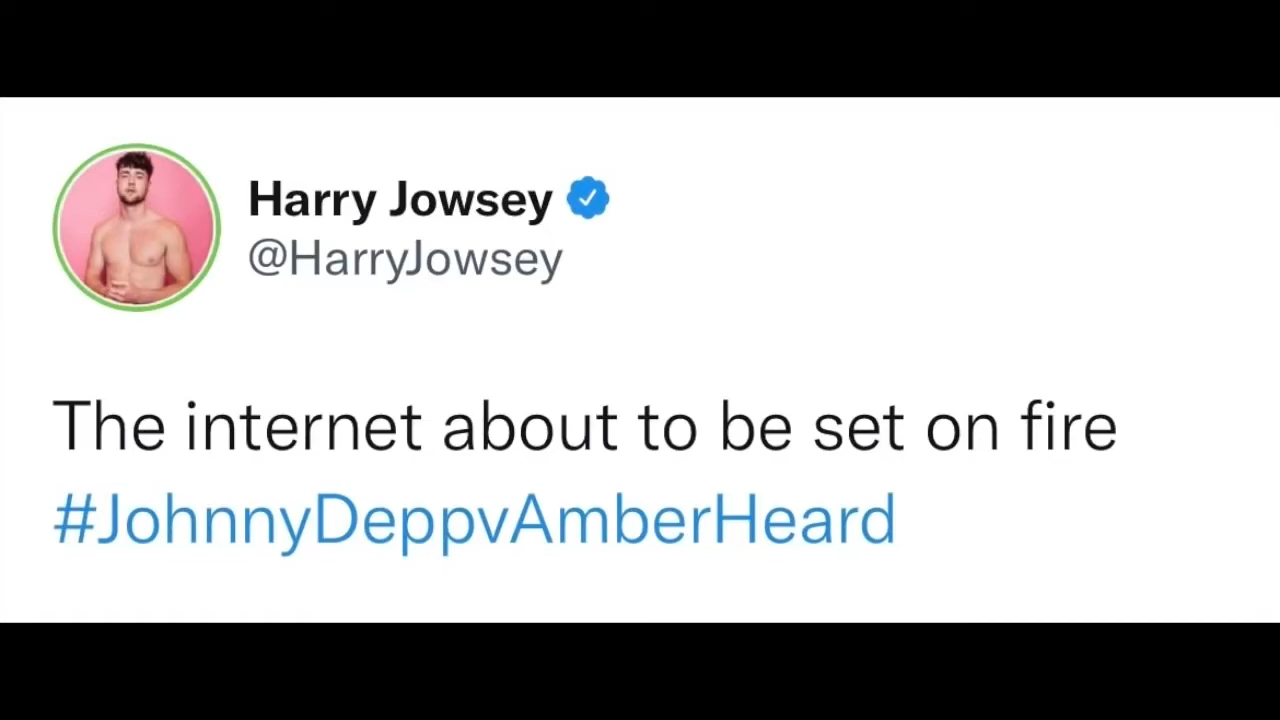 Harry Jowsey
@HarryJowsey
The internet about to be set on fire
#JohnnyDeppvAmberHeard